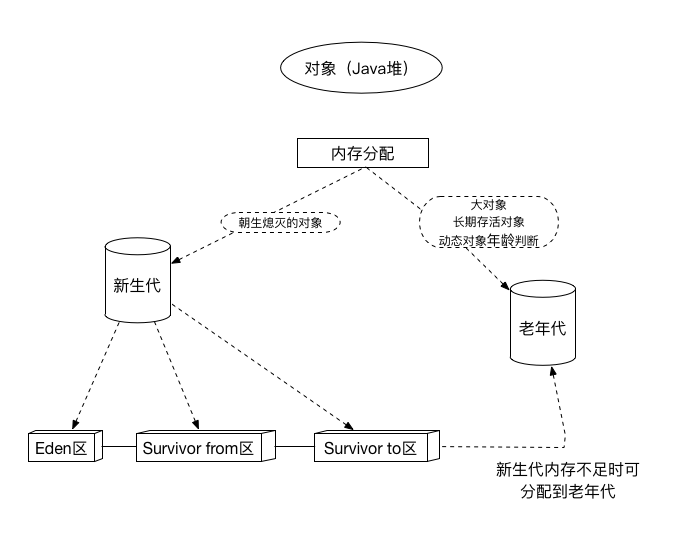 对象（Java堆）
内存分配
大对象
长期存活对象
动态对象年龄判断
朝生熄灭的对象
新生代
老年代
Eden区
Survivor from区
Survivor to区
新生代内存不足时可
分配到老年代